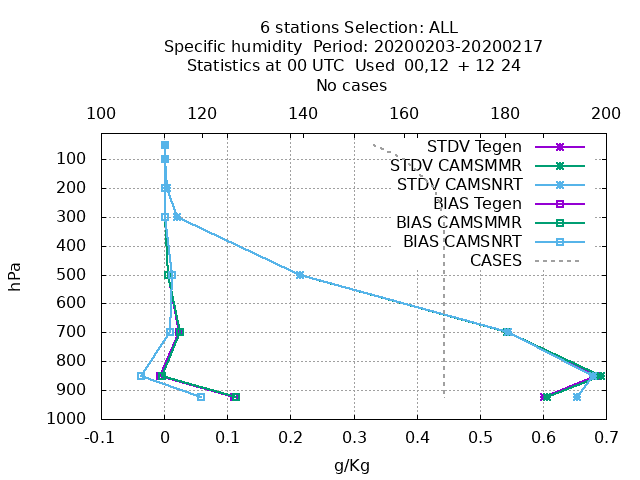 6 stations Selection: ALL
Specific humidity  Period: 20200203-20200217
Statistics at 00 UTC  Used  00,12  + 12 24
No cases
100 120 140 160 180 200
STDV Tegen
STDV CAMSMMR
STDV CAMSNRT
BIAS Tegen
BIAS CAMSMMR
BIAS CAMSNRT
CASES
hPa
100
200
300
400
500
600
700
800
900
1000
-0.1 0 0.1 0.2 0.3 0.4 0.5 0.6 0.7
g/Kg